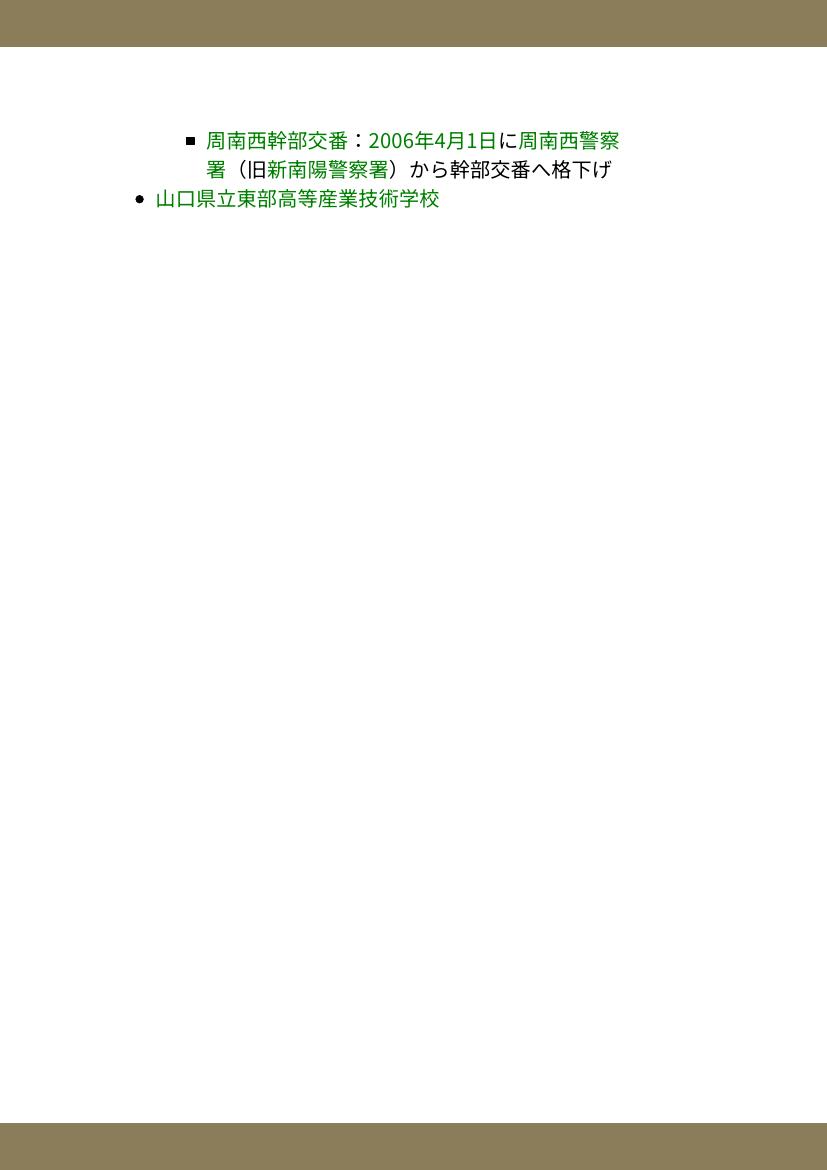 周南西幹部交番：2006年4月1日に周南西警察
署（旧新南陽警察署）から幹部交番へ格下げ
山口県立東部高等産業技術学校